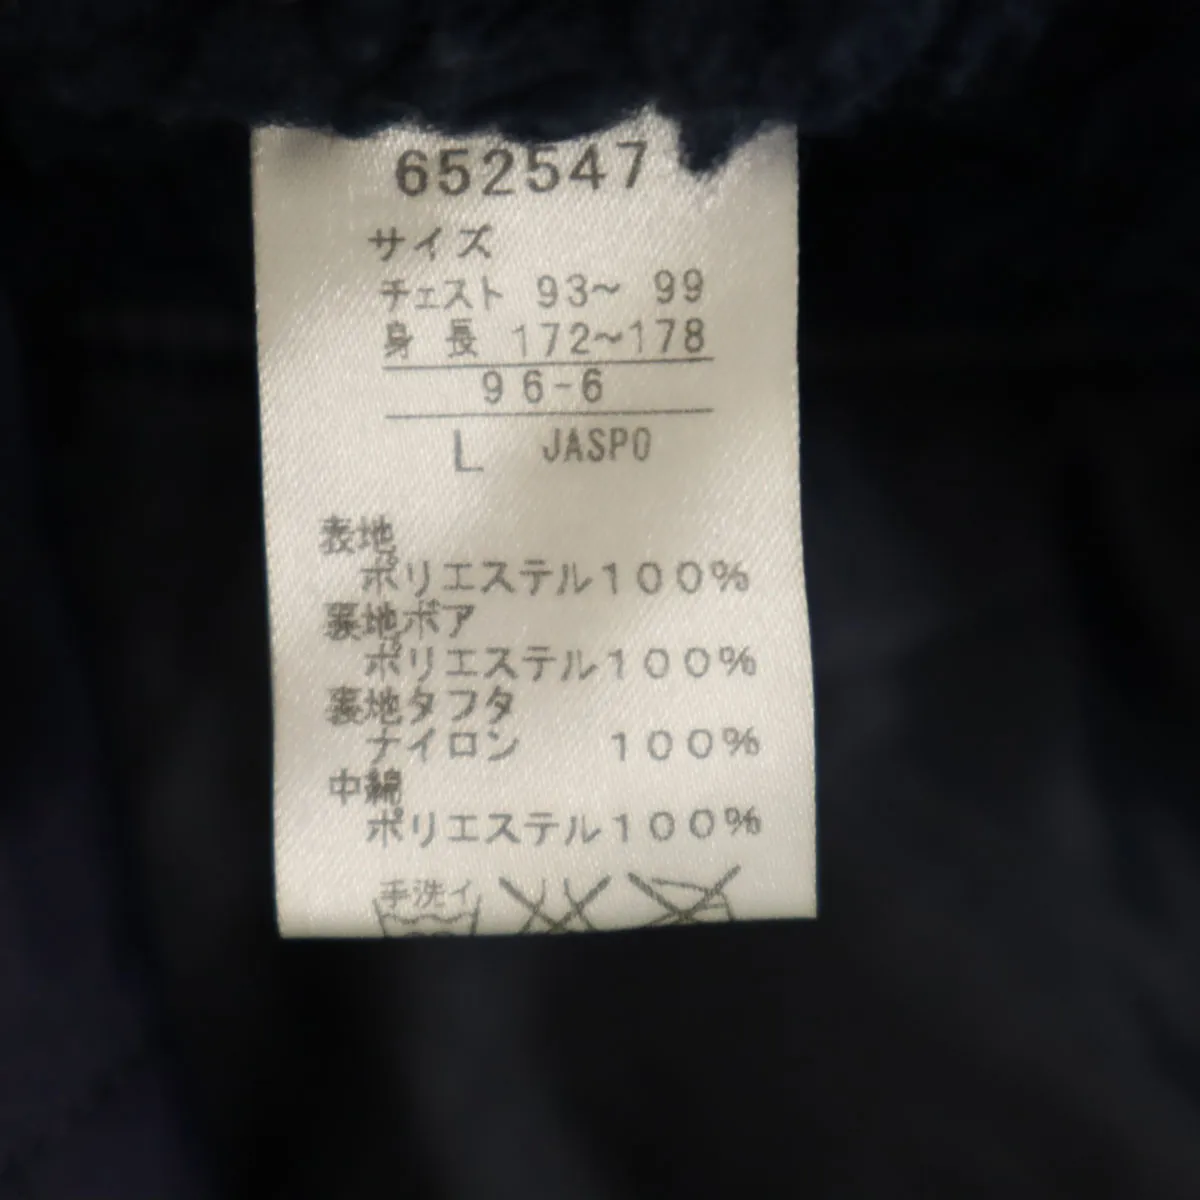 652547
サイズ
チェスト 93～ 99
身 長 172～178
96-6
L JASPO
表地
ポリエステル100%
裏地ボア
ポリエステル100%
裏地タフタ
ナイロン 100%
中綿
ポリエステル100%
手洗イ